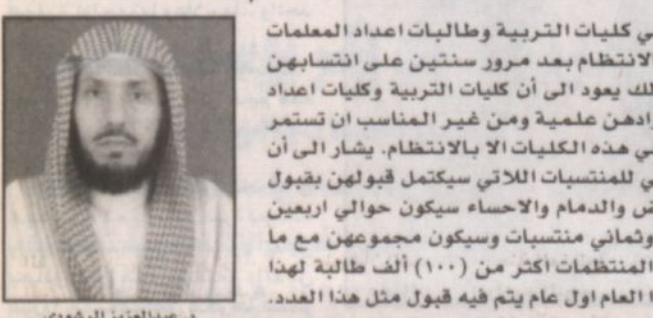 ي كليات التربية وطالبات اعداد المعلمات
الانتظام بعد مرور سنتين على انتسابهن
لك يعود الى أن كليات التربية وكليات اعداد
رادهن علمية ومن غير المناسب ان تستمر
ي هذه الكليات الا بالانتظام. يشار الى أن
ي للمنتسبات اللاتي سيكتمل قبولهن بقبول
ض والدمام والاحساء سيكون حوالي اربعين
وثماني منتسبات وسيكون مجموعهن مع ما
المنتظمات اكثر من (١٠٠) ألف طالبة لهذا
ا العام اول عام يتم فيه قبول مثل هذا العدد.
د. عبدالعزيز